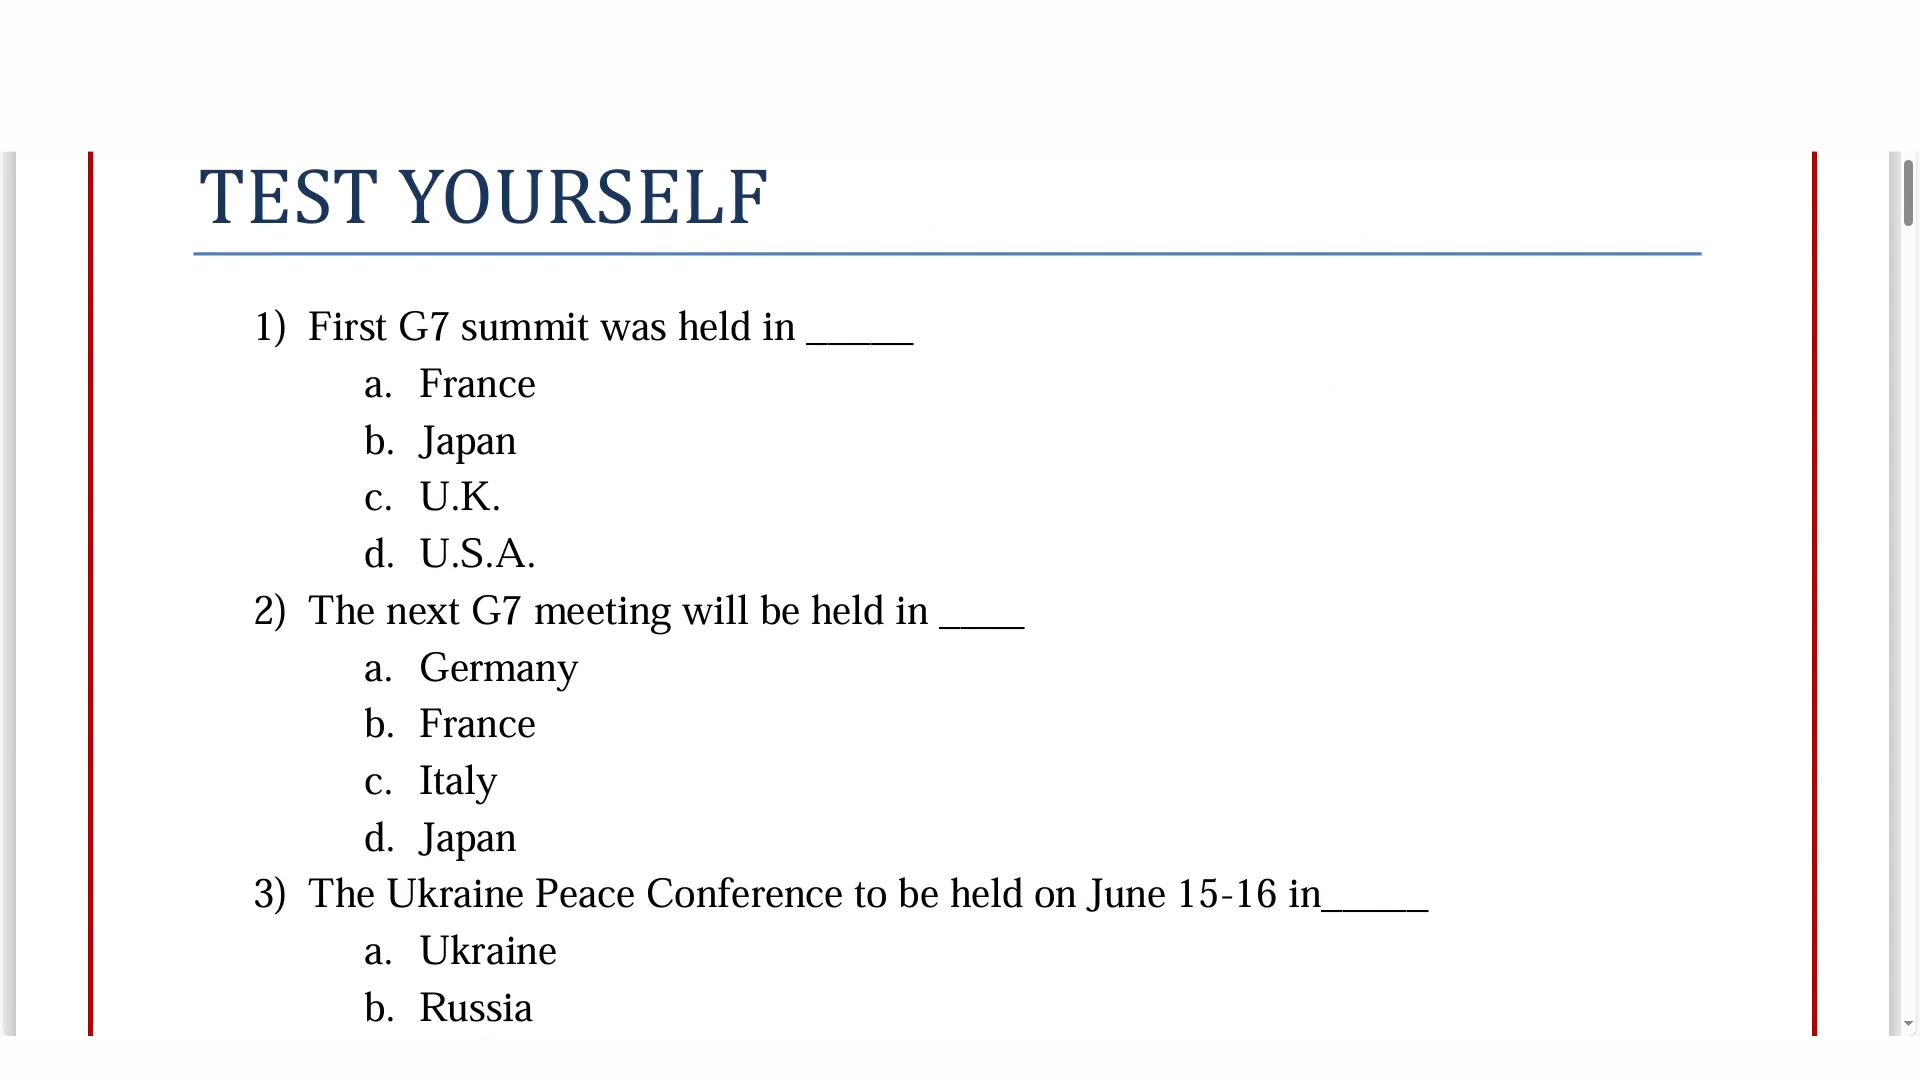 TEST YOURSELF
1) First G7 summit was held in _____
a. France
b. Japan
c. U.K.
d. U.S.A.
2) The next G7 meeting will be held in ____
a. Germany
b. France
c. Italy
d. Japan
3) The Ukraine Peace Conference to be held on June 15-16 in_____
a. Ukraine
b. Russia